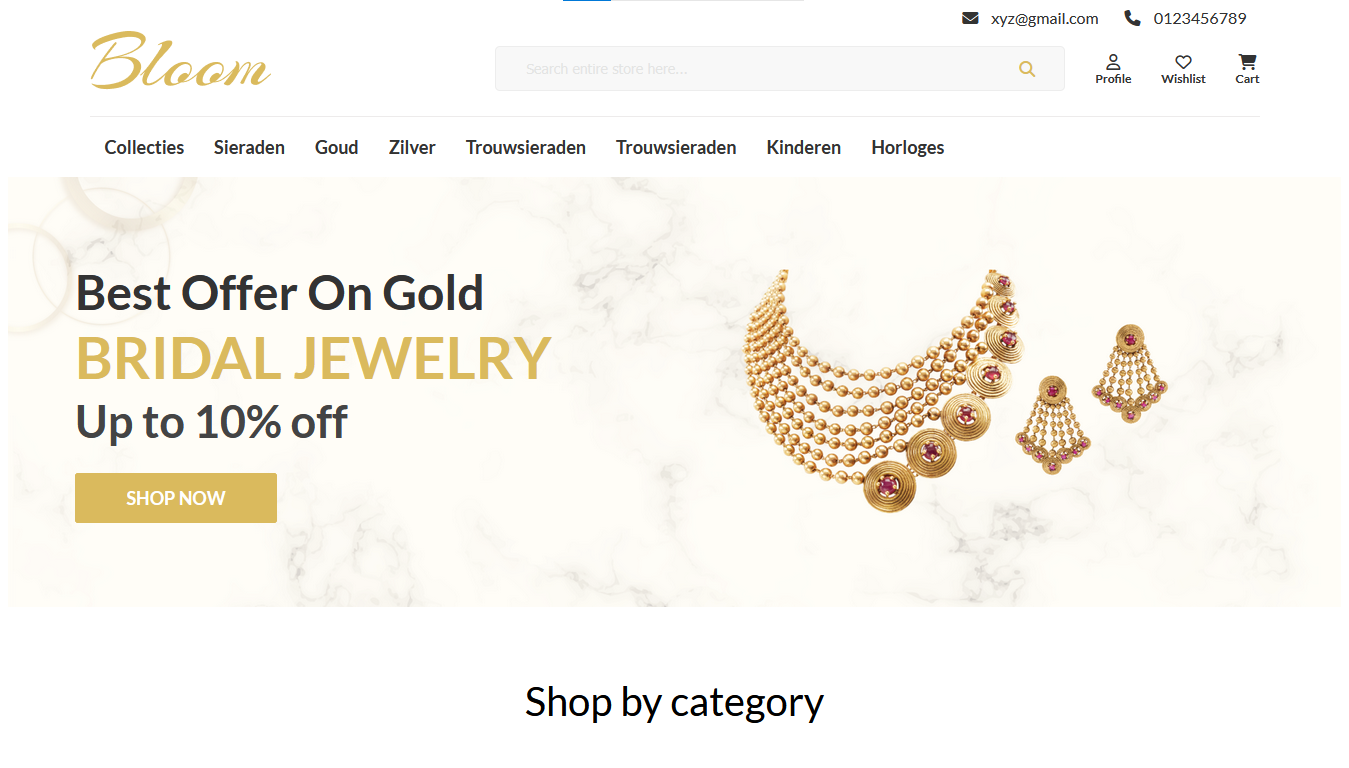 xyz@gmail.com 0123456789
Bloom
Search entire store here...
Profile Wishlist Cart
Collecties Sieraden Goud Zilver Trouwsieraden Trouwsieraden Kinderen Horloges
Best Offer On Gold
BRIDAL JEWELRY
Up to 10% off
SHOP NOW
Shop by category